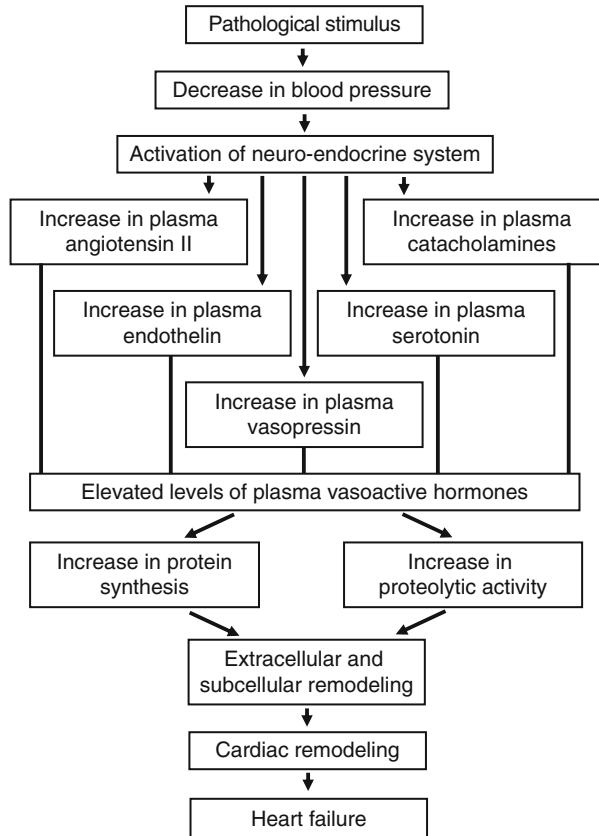 Pathological stimulus
Decrease in blood pressure
Activation of neuro-endocrine system
Increase in plasma
angiotensin II
Increase in plasma
catacholamines
Increase in plasma
endothelin
Increase in plasma
serotonin
Increase in plasma
vasopressin
Elevated levels of plasma vasoactive hormones
Increase in protein
synthesis
Increase in
proteolytic activity
Extracellular and
subcellular remodeling
Cardiac remodeling
Heart failure